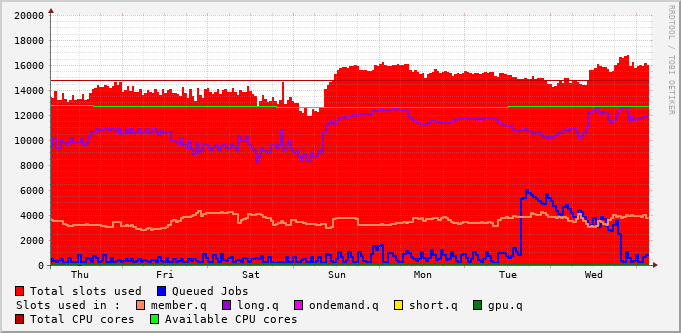 20000
18000
16000
14000
12000
10000
8000
6000
4000
2000
0
Thu Fri Sat Sun Mon Tue Wed
RRDTOOL / TOBI OETIKER
Total slots used Queued Jobs
Slots used in : member.q long.q ondemand.q short.q gpu.q
Total CPU cores Available CPU cores